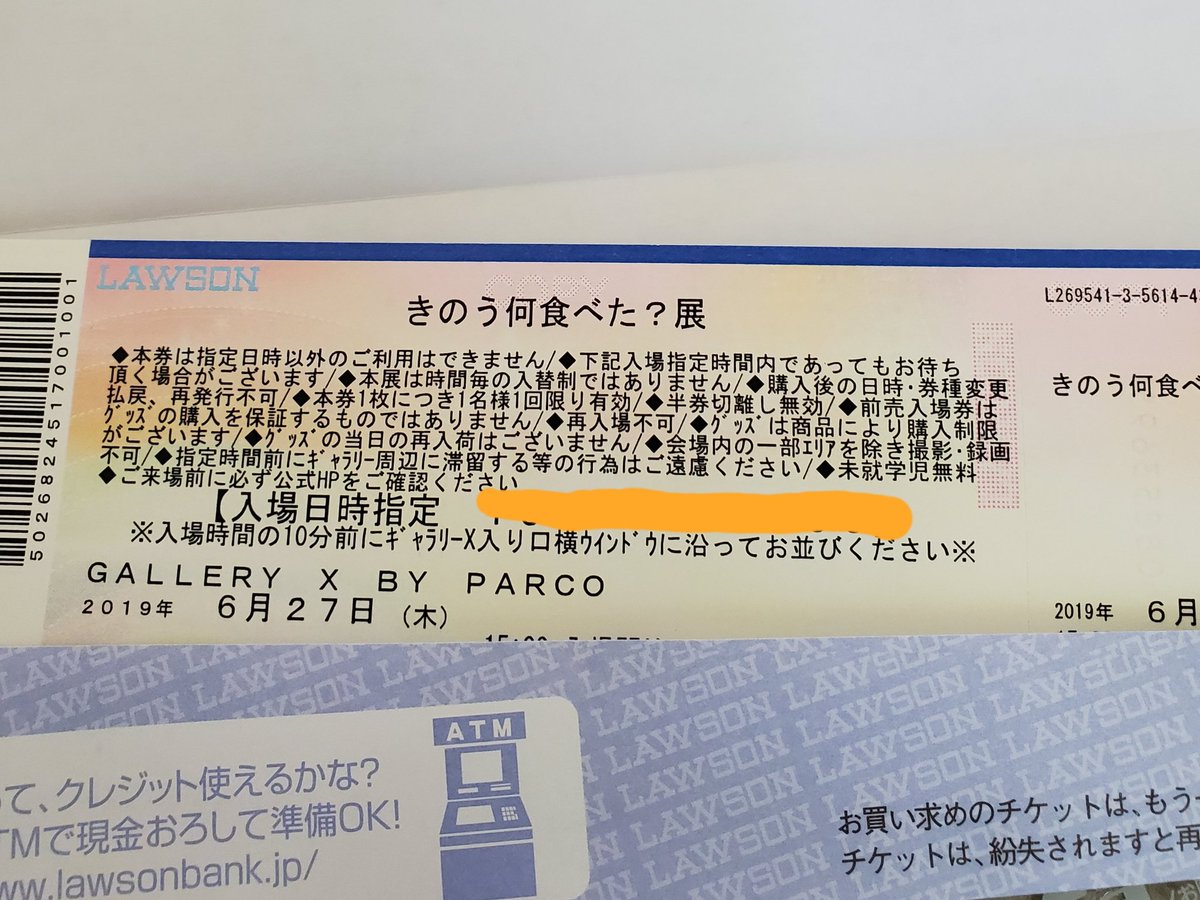 LAWSON
COPY
L269541-3-5614-4
きのう何食べた？展
◆本券は指定日時以外のご利用はできません/◆下記入場指定時間内であってもお待ち
頂く場合がございます/◆本展は時間毎の入替制ではありません/◆購入後の日時・券種変更
払戻、再発行不可/◆本券1枚につき1名様1回限り有効/◆半券切離し無効/◆前売入場券は
ｸﾞｯｽﾞの購入を保証するものではありません/◆再入場不可/◆ｸﾞｯｽﾞは商品により購入制限
がございます/◆ｸﾞｯｽﾞの当日の再入荷はございません/◆会場内の一部ｴﾘｱを除き撮影・録画
不可/◆指定時間前にｷﾞｬﾗﾘｰ周辺に滞留する等の行為はご遠慮ください/◆未就学児無料
◆ご来場前に必ず公式HPをご確認ください
【入場日時指定
※入場時間の10分前にｷﾞｬﾗﾘｰX入り口横ｳｲﾝﾄﾞｳに沿ってお並びください※
GALLERY X BY PARCO
2019年 6月27日(木)
きのう何食べ
2019年 6月
5026824517001001
LAWSON LAWSON LAWSON LAWSON
ATM
て、クレジット使えるかな?
ATMで現金おろして準備OK!
www.lawsonbank.jp/
お買い求めのチケットは、もう
チケットは、紛失されますと再